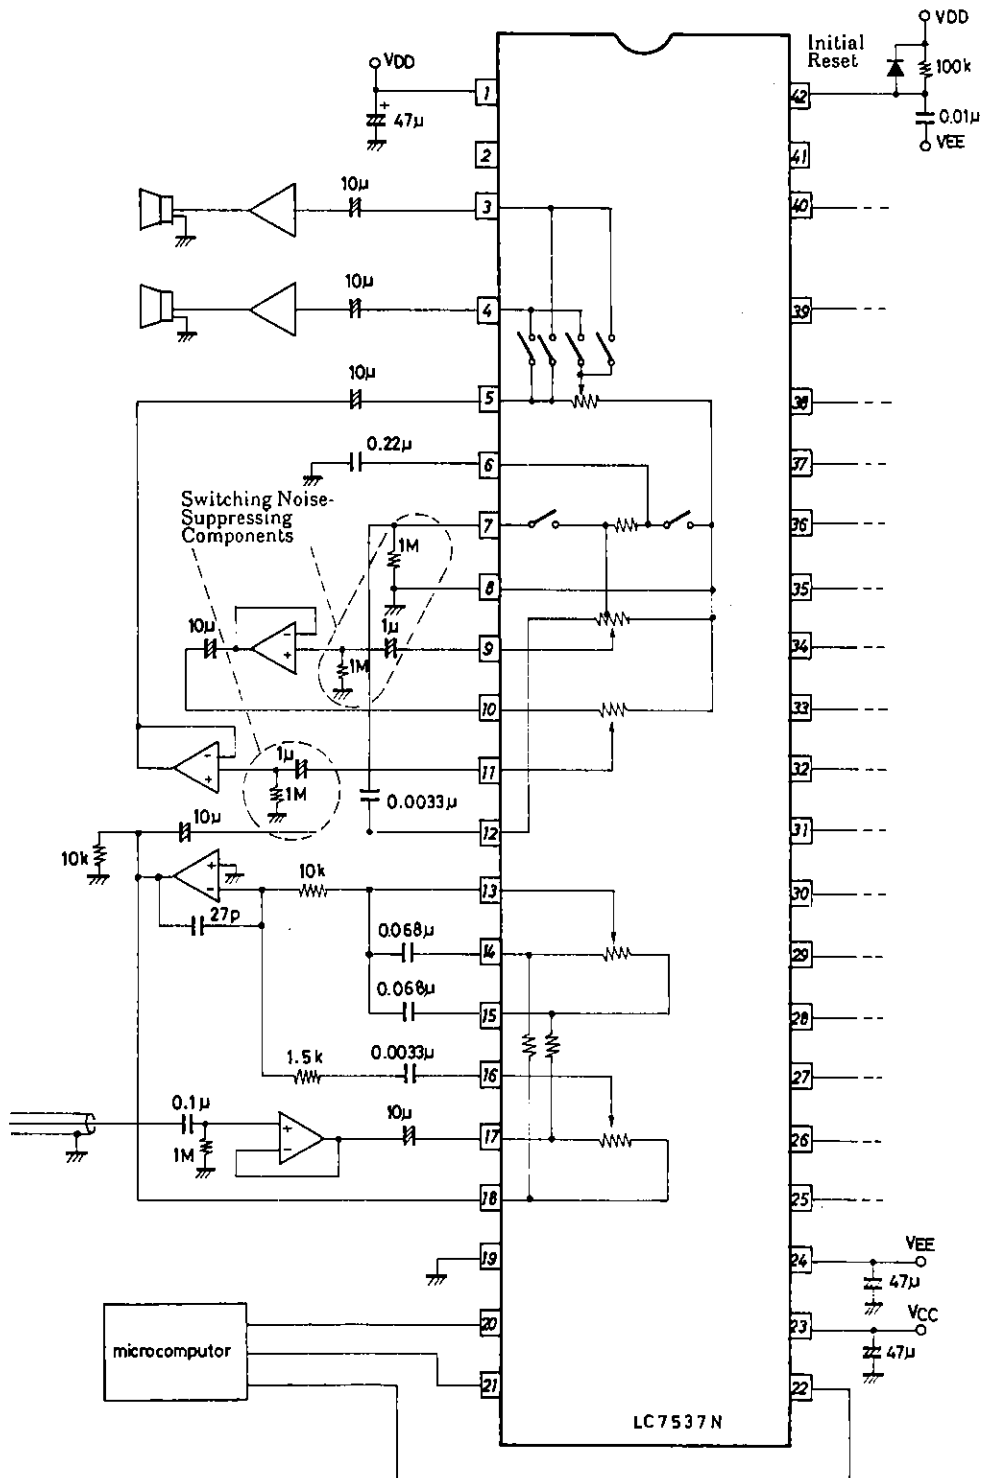 VDD
Initial
Reset
100k
0.01μ
VEE
VDD
+
47μ
1
2
10μ
3
10μ
4
10μ
5
0.22μ
6
Switching Noise-
Suppressing
Components
7
1M
8
10μ
-
+
1μ
1M
9
10
-
+
1μ
1M
11
0.0033μ
10μ
12
10k
+
-
10k
13
27p
0.068μ
14
0.068μ
15
1.5k
0.0033μ
16
0.1μ
1M
+
-
10μ
17
18
19
microcomputor
20
21
42
41
40
39
38
37
36
35
34
33
32
31
30
29
28
27
26
25
24
VEE
47μ
23
VCC
47μ
22
LC7537N